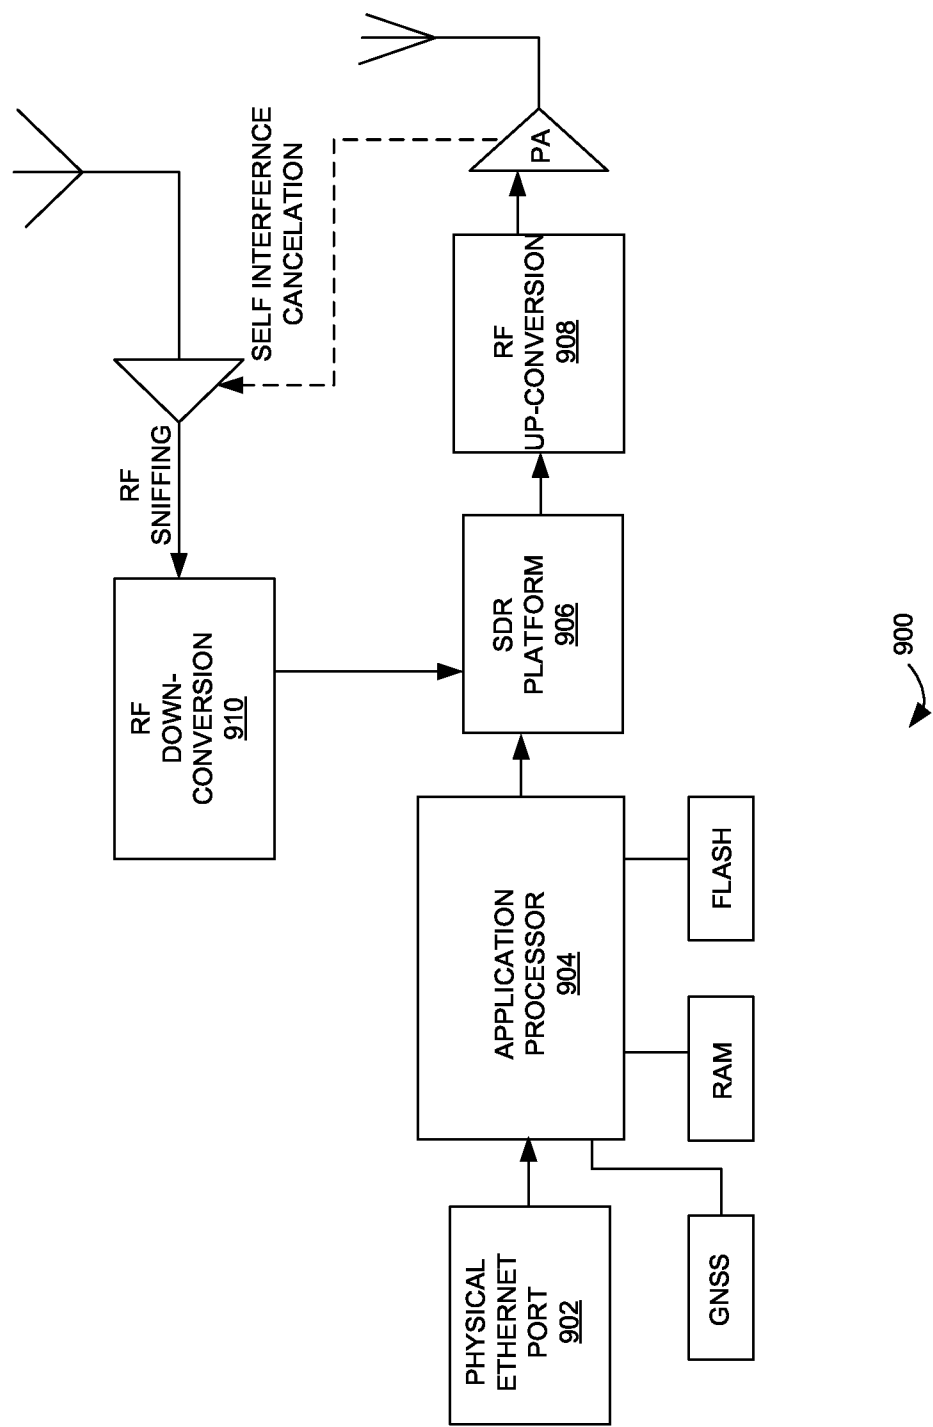 PHYSICAL
ETHERNET
PORT
902
GNSS
APPLICATION
PROCESSOR
904
RAM
FLASH
SDR
PLATFORM
906
RF
UP-CONVERSION
908
PA
SELF INTERFERNCE
CANCELATION
RF
SNIFFING
RF
DOWN-
CONVERSION
910
900